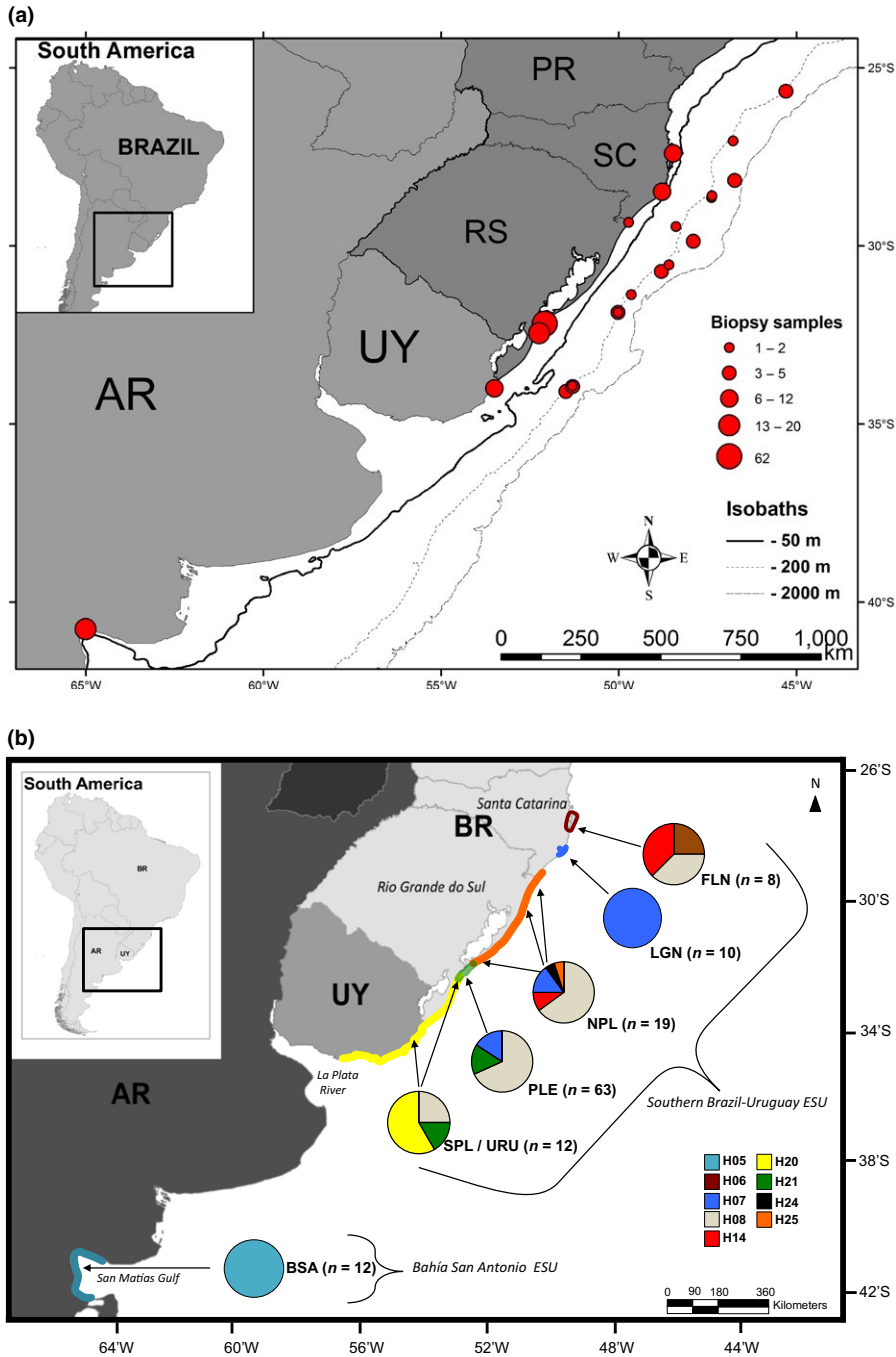 (a)
South America
BRAZIL
PR
SC
RS
UY
AR
25°S
30°S
35°S
40°S
Biopsy samples
1 – 2
3 – 5
6 – 12
13 – 20
62
Isobaths
- 50 m
- 200 m
- 2000 m
N
W E
S
0 250 500 750 1,000
km
65°W 60°W 55°W 50°W 45°W
(b)
South America
BR
AR
UY
Santa Catarina
BR
Rio Grande do Sul
UY
AR
La Plata
River
N
26'S
30'S
34'S
38'S
42'S
FLN (n = 8)
LGN (n = 10)
NPL (n = 19)
PLE (n = 63)
SPL / URU (n = 12)
Southern Brazil-Uruguay ESU
H05 H20
H06 H21
H07 H24
H08 H25
H14
San Matías Gulf
BSA (n = 12)
Bahía San Antonio ESU
0 90 180 360
Kilometers
64'W 60'W 56'W 52'W 48'W 44'W